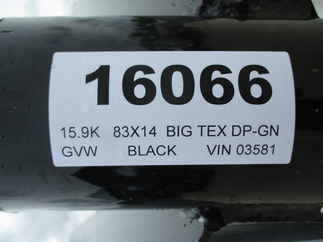 16066
15.9K 83X14 BIG TEX DP-GN
GVW BLACK VIN 03581